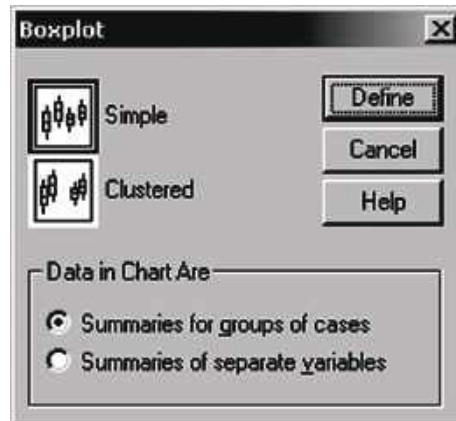 Boxplot
Simple
Clustered
Define
Cancel
Help
Data in Chart Are
Summaries for groups of cases
Summaries of separate variables